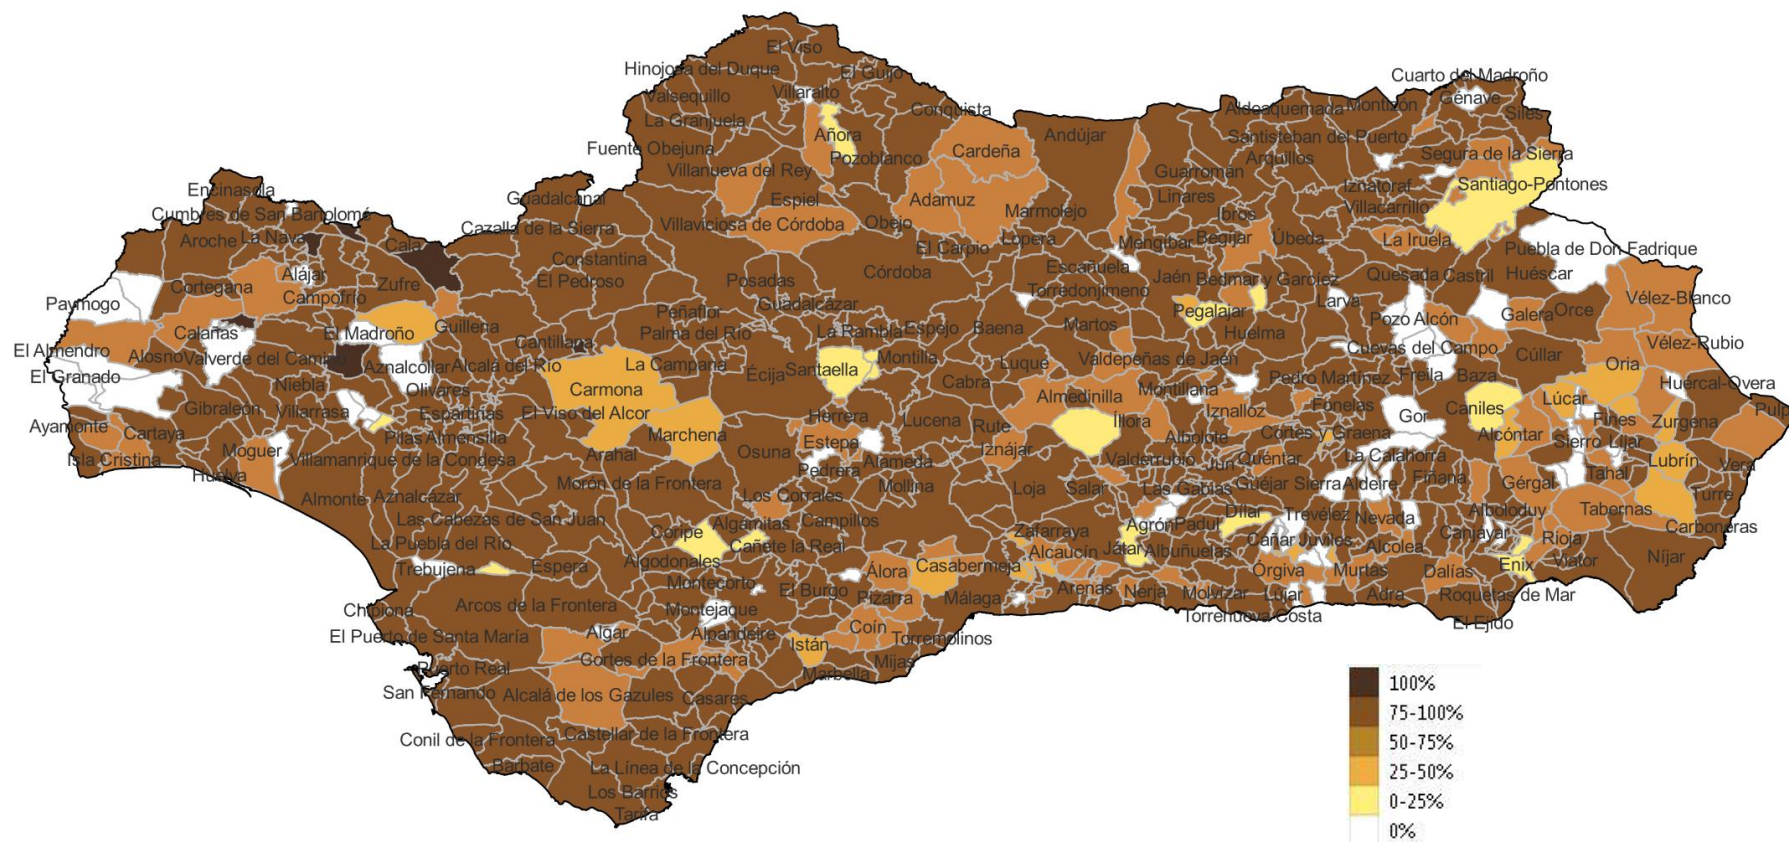 El Viso
Hinojosa del Duque
El Guijo
Cuarto del Madroño
Villaralto
Génave
Valsequillo
Conquista
Aldeaquemada
Montizón
Siles
La Granjuela
Añora
Andújar
Santisteban del Puerto
Fuente Obejuna
Pozoblanco
Cardeña
Arquillos
Segura de la Sierra
Villanueva del Rey
Guarromán
Iznatoraf
Santiago-Pontones
Encinasola
Guadalcanal
Espiel
Adamuz
Linares
Villacarrillo
Cumbres de San Bartolomé
Cazalla de la Sierra
Villaviciosa de Córdoba
Obejo
Marmolejo
Ibros
Aroche
La Nava
Cala
El Carpio
Lopera
Mengíbar
Begíjar
Úbeda
La Iruela
Puebla de Don Fadrique
Constantina
Alájar
Zufre
El Pedroso
Posadas
Córdoba
Escañuela
Jaén
Bedmar y Garcíez
Quesada
Castril
Huéscar
Cortegana
Campofrío
Guadalcázar
Torredonjimeno
Larva
Vélez-Blanco
Paymogo
Peñaflor
Pegalajar
Galera
Orce
Calañas
El Madroño
Guillena
Cantillana
Palma del Río
La Rambla
Espejo
Baena
Martos
Huelma
Pozo Alcón
El Almendro
Alosno
Valverde del Camino
Aznalcóllar
Alcalá del Río
La Campana
Montilla
Luque
Valdepeñas de Jaén
Cuevas del Campo
Cúllar
Vélez-Rubio
El Granado
Niebla
Olivares
Carmona
Écija
Santaella
Cabra
Almedinilla
Montillana
Pedro Martínez
Freila
Baza
Oria
Huércal-Overa
Gibraleón
Villarrasa
Espartinas
El Viso del Alcor
Herrera
Lucena
Rute
Íllora
Iznalloz
Fonelas
Gor
Caniles
Lúcar
Fines
Zurgena
Pulpí
Ayamonte
Cartaya
Moguer
Pilas
Almensilla
Marchena
Estepa
Iznájar
Albolote
Cortes y Graena
Alcóntar
Sierro
Líjar
Isla Cristina
Villamanrique de la Condesa
Arahal
Osuna
Pedrera
Alameda
Valderrubio
Jun
Quéntar
La Calahorra
Lubrín
Huelva
Morón de la Frontera
Mollina
Loja
Salar
Las Gabias
Güéjar Sierra
Aldeire
Fiñana
Gérgal
Tahal
Vera
Almonte
Aznalcázar
Los Corrales
Turre
Las Cabezas de San Juan
Coripe
Algámitas
Campillos
Zafarraya
Agrón
Padul
Dílar
Trevélez
Nevada
Alboloduy
Tabernas
Carboneras
La Puebla del Río
Cañete la Real
Alcaucín
Játar
Albuñuelas
Cáñar
Juviles
Alcolea
Canjáyar
Rioja
Trebujena
Espera
Algodonales
Álora
Casabermeja
Órgiva
Murtas
Dalías
Enix
Viator
Níjar
Montecorto
El Burgo
Chipiona
Arcos de la Frontera
Montejaque
Pizarra
Málaga
Arenas
Nerja
Molvízar
Lújar
Adra
Roquetas de Mar
El Puerto de Santa María
Algar
Alpandeire
Coín
Torremolinos
Torrenueva Costa
El Ejido
Puerto Real
Cortes de la Frontera
Istán
Mijas
San Fernando
Alcalá de los Gazules
Casares
Marbella
Conil de la Frontera
Castellar de la Frontera
Barbate
La Línea de la Concepción
Los Barrios
Tarifa
100%
75-100%
50-75%
25-50%
0-25%
0%